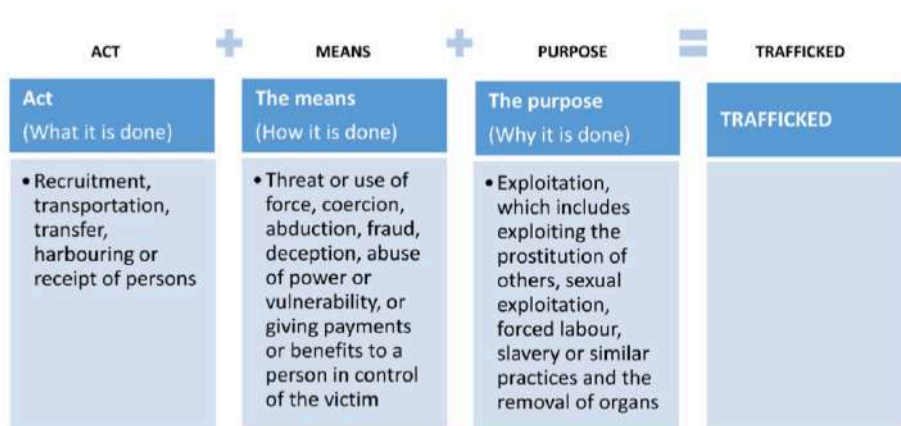 ACT + MEANS + PURPOSE = TRAFFICKED
Act
(What it is done)
• Recruitment,
transportation,
transfer,
harbouring or
receipt of persons
The means
(How it is done)
• Threat or use of
force, coercion,
abduction, fraud,
deception, abuse
of power or
vulnerability, or
giving payments
or benefits to a
person in control
of the victim
The purpose
(Why it is done)
• Exploitation,
which includes
exploiting the
prostitution of
others, sexual
exploitation,
forced labour,
slavery or similar
practices and the
removal of organs
TRAFFICKED